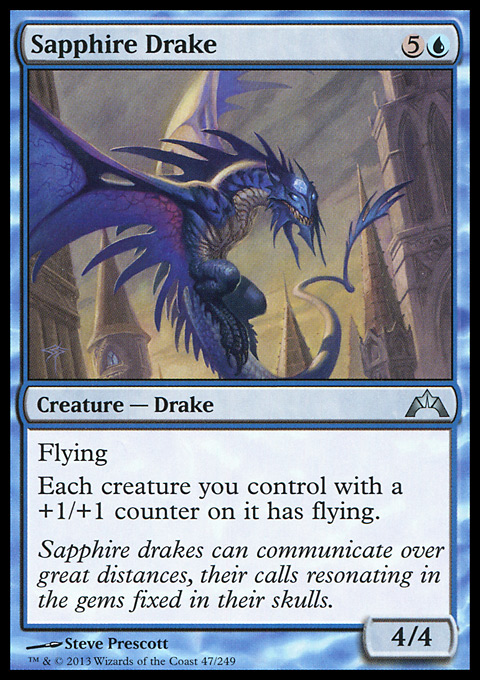 Sapphire Drake 5
Creature — Drake
Flying
Each creature you control with a
+1/+1 counter on it has flying.
Sapphire drakes can communicate over
great distances, their calls resonating in
the gems fixed in their skulls.
4/4
Steve Prescott
™ & © 2013 Wizards of the Coast 47/249